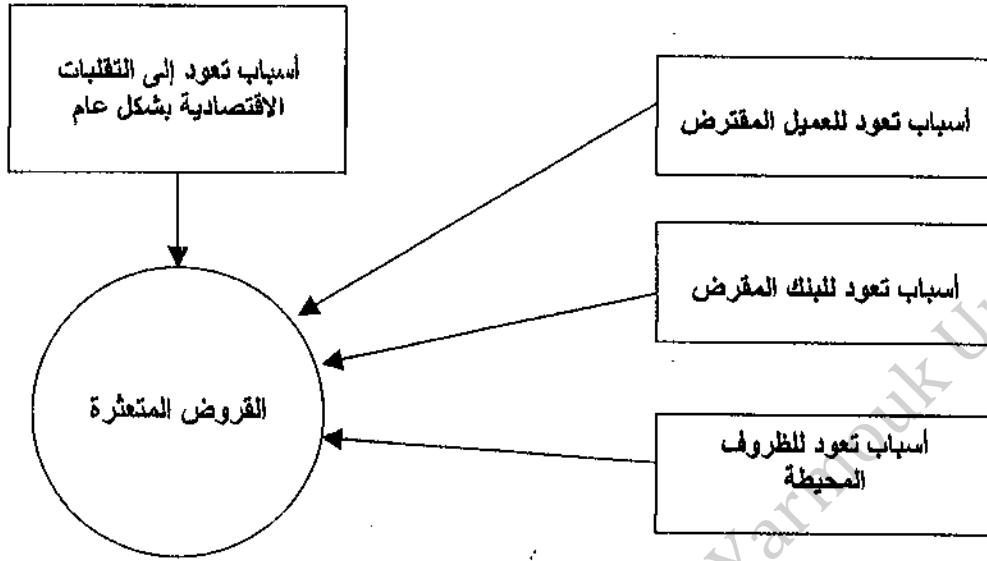 أسباب تعود إلى التقلبات
الاقتصادية بشكل عام
أسباب تعود للعميل المقترض
أسباب تعود للبنك المقرض
القروض المتعثرة
أسباب تعود للظروف
المحيطة
Yarmouk U